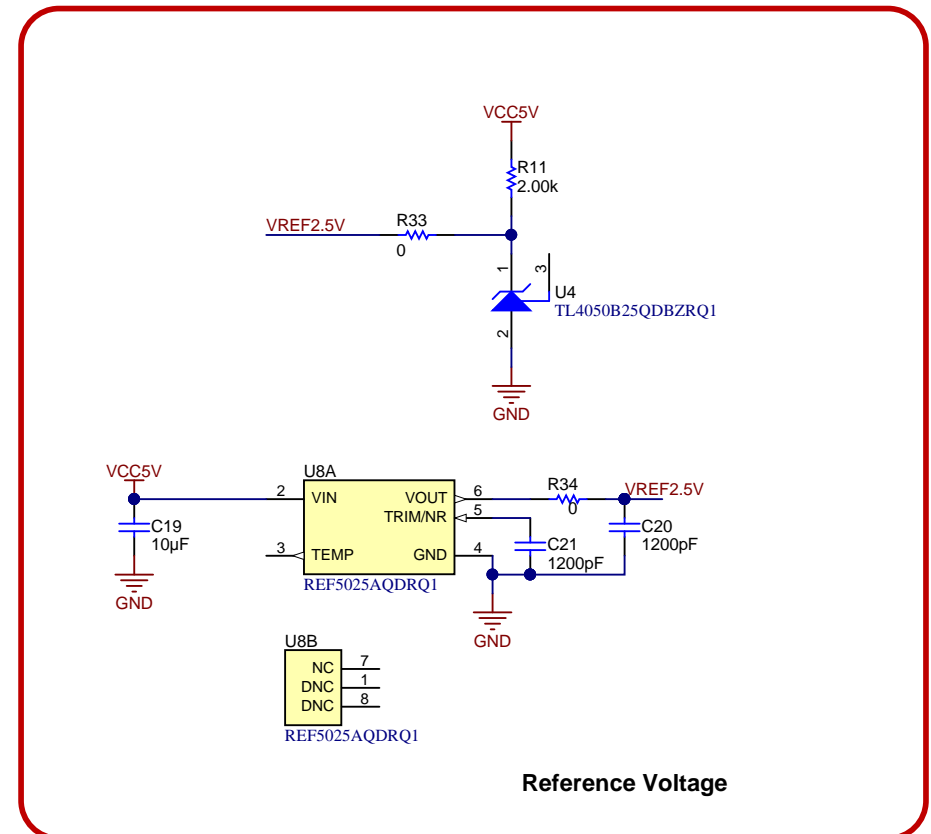 VCC5V
R11
2.00k
VREF2.5V
R33
0
1
3
U4
TL4050B25QDBZRQ1
2
GND
VCC5V
U8A
2
VIN
VOUT
6
R34
0
VREF2.5V
TRIM/NR
5
C19
10µF
C20
1200pF
C21
1200pF
3
TEMP
GND
4
REF5025AQDRQ1
GND
GND
U8B
NC
7
DNC
1
DNC
8
REF5025AQDRQ1
Reference Voltage